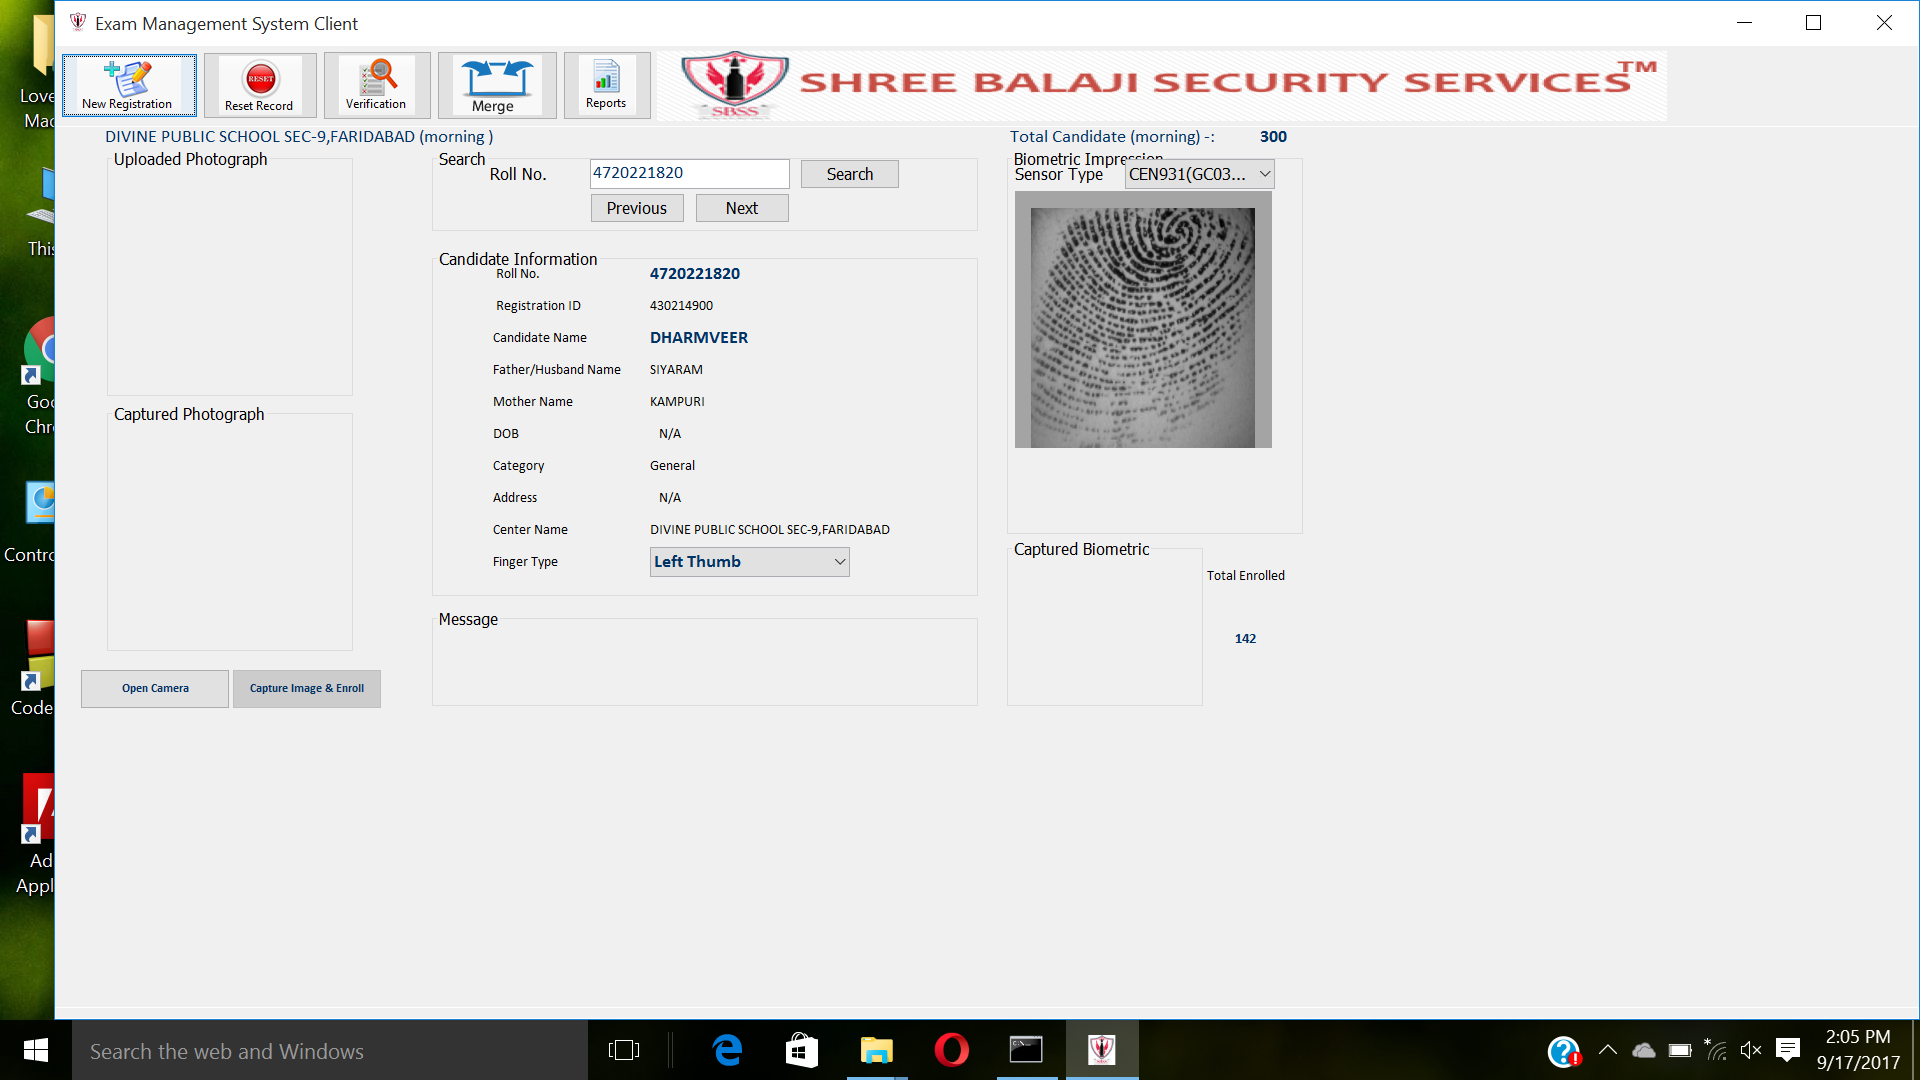 Exam Management System Client
New Registration
Reset Record
RESET
Verification
Merge
Reports
SBSS
SHREE BALAJI SECURITY SERVICES TM
DIVINE PUBLIC SCHOOL SEC-9,FARIDABAD (morning )
Total Candidate (morning) -: 300
Uploaded Photograph
Captured Photograph
Open Camera
Capture Image & Enroll
Search
Roll No. 4720221820 Search
Previous Next
Candidate Information
Roll No. 4720221820
Registration ID 430214900
Candidate Name DHARMVEER
Father/Husband Name SIYARAM
Mother Name KAMPURI
DOB N/A
Category General
Address N/A
Center Name DIVINE PUBLIC SCHOOL SEC-9,FARIDABAD
Finger Type Left Thumb
Message
Biometric Impression
Sensor Type CEN931(GC03...
Captured Biometric
Total Enrolled
142
Love
Mac
This
Goo
Chr
Contro
Code
Ad
Appl
Search the web and Windows
2:05 PM
9/17/2017